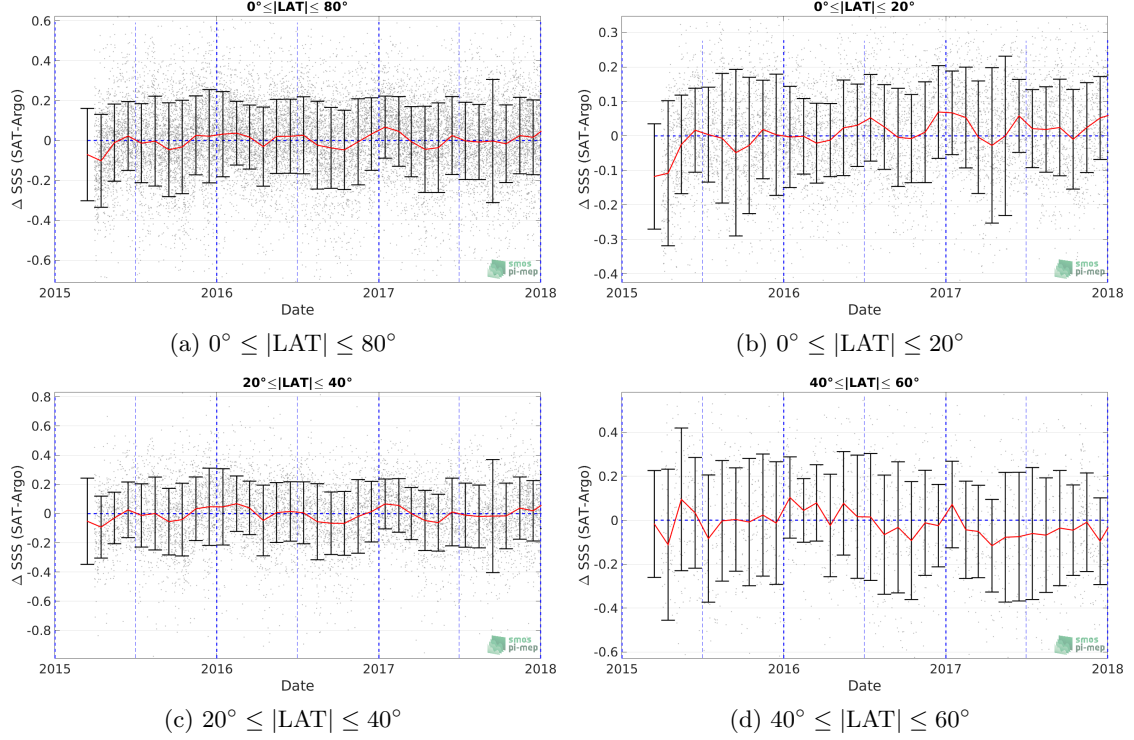 0°≤|LAT|≤ 80°
0.6
0.4
0.2
0
-0.2
-0.4
-0.6
Δ SSS (SAT-Argo)
2015
2016
2017
2018
Date
smos
pi-mep
(a) 0° ≤ |LAT| ≤ 80°
0°≤|LAT|≤ 20°
0.3
0.2
0.1
0
-0.1
-0.2
-0.3
-0.4
Δ SSS (SAT-Argo)
2015
2016
2017
2018
Date
smos
pi-mep
(b) 0° ≤ |LAT| ≤ 20°
20°≤|LAT|≤ 40°
0.8
0.6
0.4
0.2
0
-0.2
-0.4
-0.6
-0.8
Δ SSS (SAT-Argo)
2015
2016
2017
2018
Date
smos
pi-mep
(c) 20° ≤ |LAT| ≤ 40°
40°≤|LAT|≤ 60°
0.4
0.2
0
-0.2
-0.4
-0.6
Δ SSS (SAT-Argo)
2015
2016
2017
2018
Date
smos
pi-mep
(d) 40° ≤ |LAT| ≤ 60°